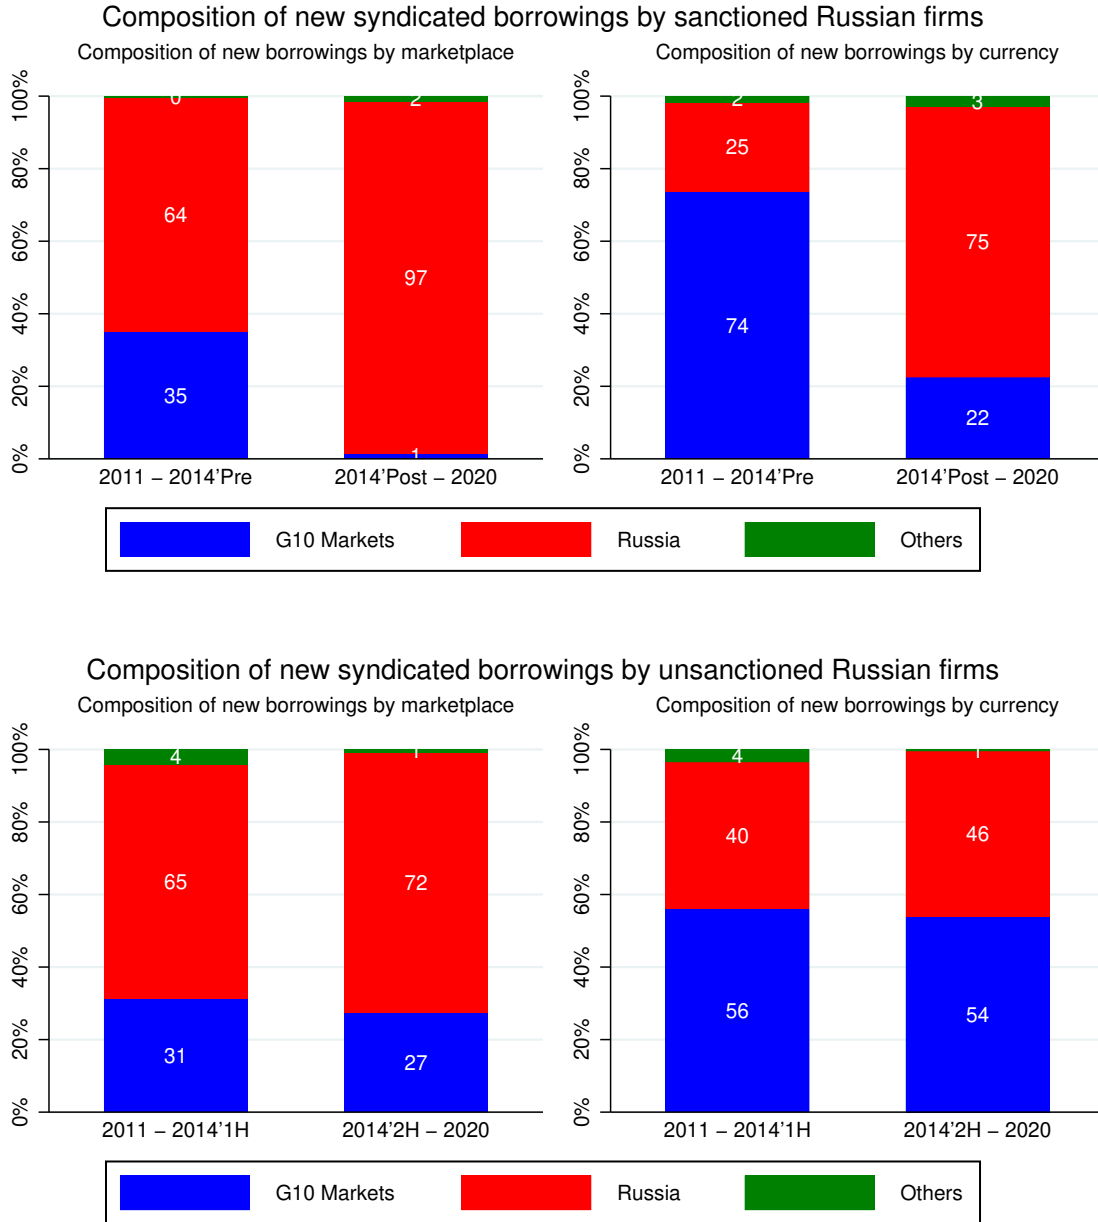 Composition of new syndicated borrowings by sanctioned Russian firms
Composition of new borrowings by marketplace
100%
80%
60%
40%
20%
0%
0
64
35
2
97
1
2011 − 2014'Pre
2014'Post − 2020
Composition of new borrowings by currency
100%
80%
60%
40%
20%
0%
2
25
74
3
75
22
2011 − 2014'Pre
2014'Post − 2020
G10 Markets
Russia
Others
Composition of new syndicated borrowings by unsanctioned Russian firms
Composition of new borrowings by marketplace
100%
80%
60%
40%
20%
0%
4
65
31
1
72
27
2011 − 2014'1H
2014'2H − 2020
Composition of new borrowings by currency
100%
80%
60%
40%
20%
0%
4
40
56
1
46
54
2011 − 2014'1H
2014'2H − 2020
G10 Markets
Russia
Others